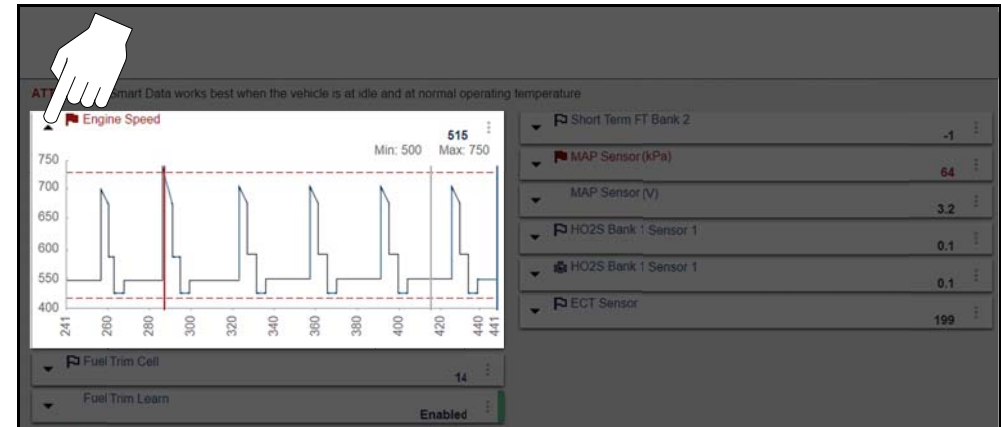 ATT Smart Data works best when the vehicle is at idle and at normal operating temperature
Engine Speed
515
Min: 500 Max: 750
750
700
650
600
550
400
241 260 280 290 320 340 360 380 400 420 440 441
Fuel Trim Cell
14
Fuel Trim Learn
Enabled
Short Term FT Bank 2
-1
MAP Sensor (kPa)
64
MAP Sensor (V)
3.2
HO2S Bank 1 Sensor 1
0.1
HO2S Bank 1 Sensor 1
0.1
ECT Sensor
199